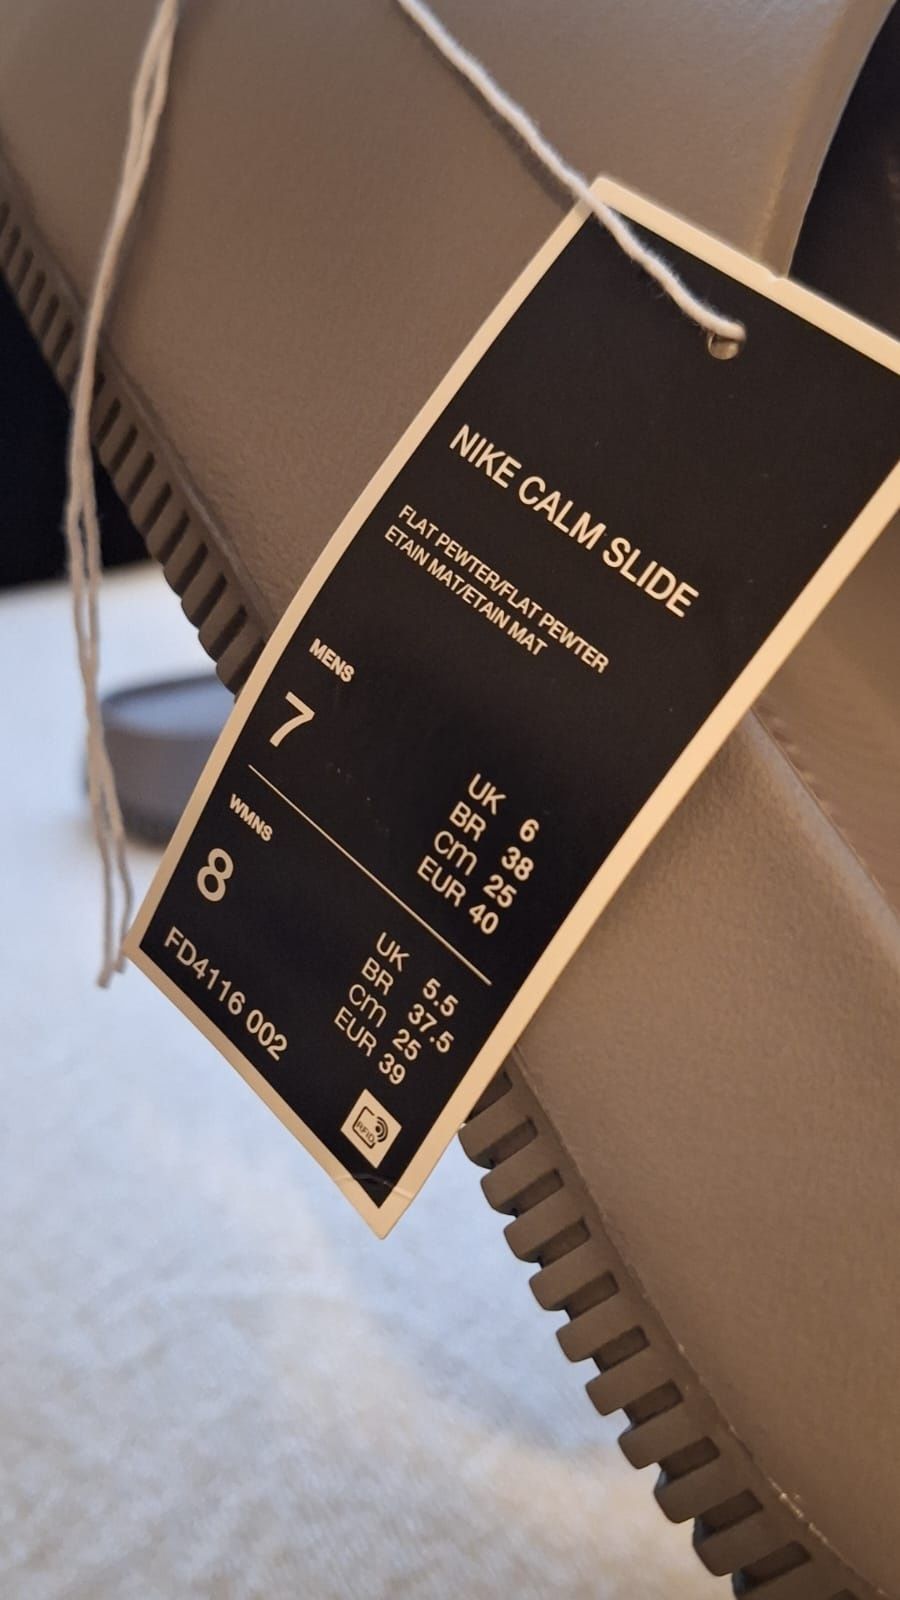 NIKE CALM SLIDE
FLAT PEWTER/FLAT PEWTER
ETAIN MAT/ETAIN MAT
MENS
7
UK 6
BR 38
CM 25
EUR 40
WMNS
8
UK 5.5
BR 37.5
CM 25
EUR 39
FD4116 002
RFID